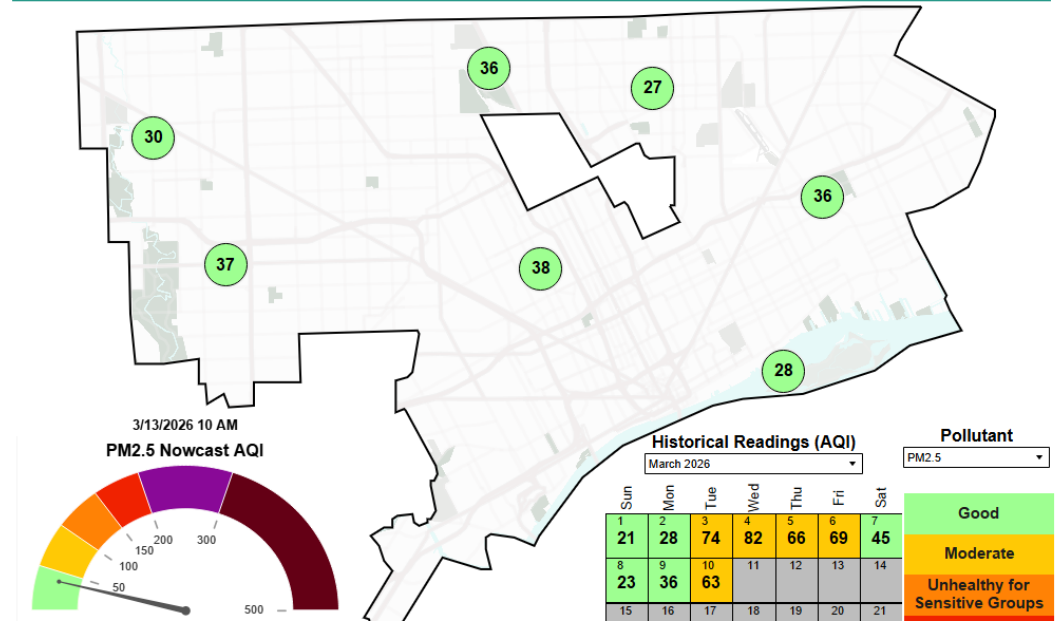 36
27
30
36
37
38
28
3/13/2026 10 AM
PM2.5 Nowcast AQI
50
100
150
200
300
500
Historical Readings (AQI)
March 2026
Sun Mon Tue Wed Thu Fri Sat
1 2 3 4 5 6 7
21 28 74 82 66 69 45
8 9 10 11 12 13 14
23 36 63
15 16 17 18 19 20 21
Pollutant
PM2.5
Good
Moderate
Unhealthy for
Sensitive Groups